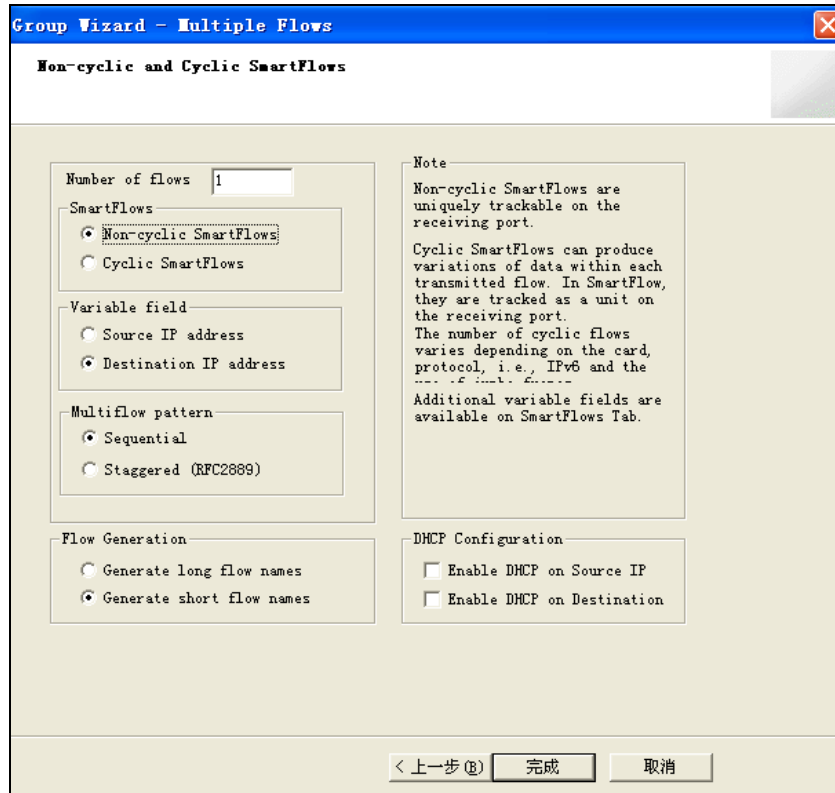 Group Wizard - Multiple Flows
Non-cyclic and Cyclic SmartFlows
Number of flows 1
SmartFlows
Non-cyclic SmartFlows
Cyclic SmartFlows
Variable field
Source IP address
Destination IP address
Multiflow pattern
Sequential
Staggered (RFC2889)
Flow Generation
Generate long flow names
Generate short flow names
Note
Non-cyclic SmartFlows are
uniquely trackable on the
receiving port.
Cyclic SmartFlows can produce
variations of data within each
transmitted flow. In SmartFlow,
they are tracked as a unit on
the receiving port.
The number of cyclic flows
varies depending on the card,
protocol, i.e., IPv6 and the
Additional variable fields are
available on SmartFlows Tab.
DHCP Configuration
Enable DHCP on Source IP
Enable DHCP on Destination
< 上一步(B)
完成
取消